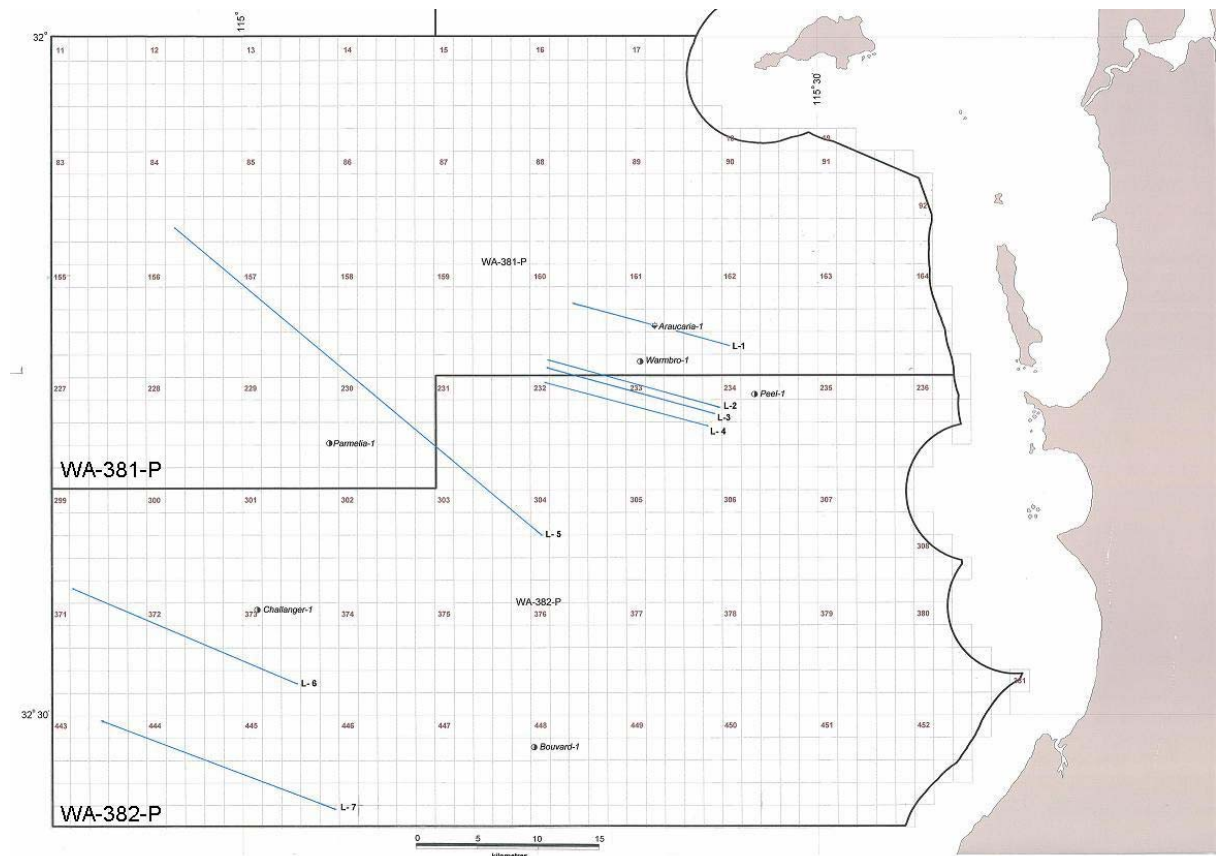 115°
32°
11 12 13 14 15 16 17
115° 30
19
83 84 85 86 87 88 89 90 91
92
WA-381-P
155 156 157 158 159 160 161 162 163 164
Araucaria-1
L-1
Warmbro-1
227 228 229 230 231 232 233 234 235 236
Peel-1
L-2
L-3
L- 4
Parmelia-1
WA-381-P
299 300 301 302 303 304 305 306 307
L- 5
308
WA-382-P
Challanger-1
371 372 373 374 375 376 377 378 379 380
L- 6
32° 30
443 444 445 446 447 448 449 450 451 452
Bouvard-1
L- 7
WA-382-P
0 5 10 15
kilometres